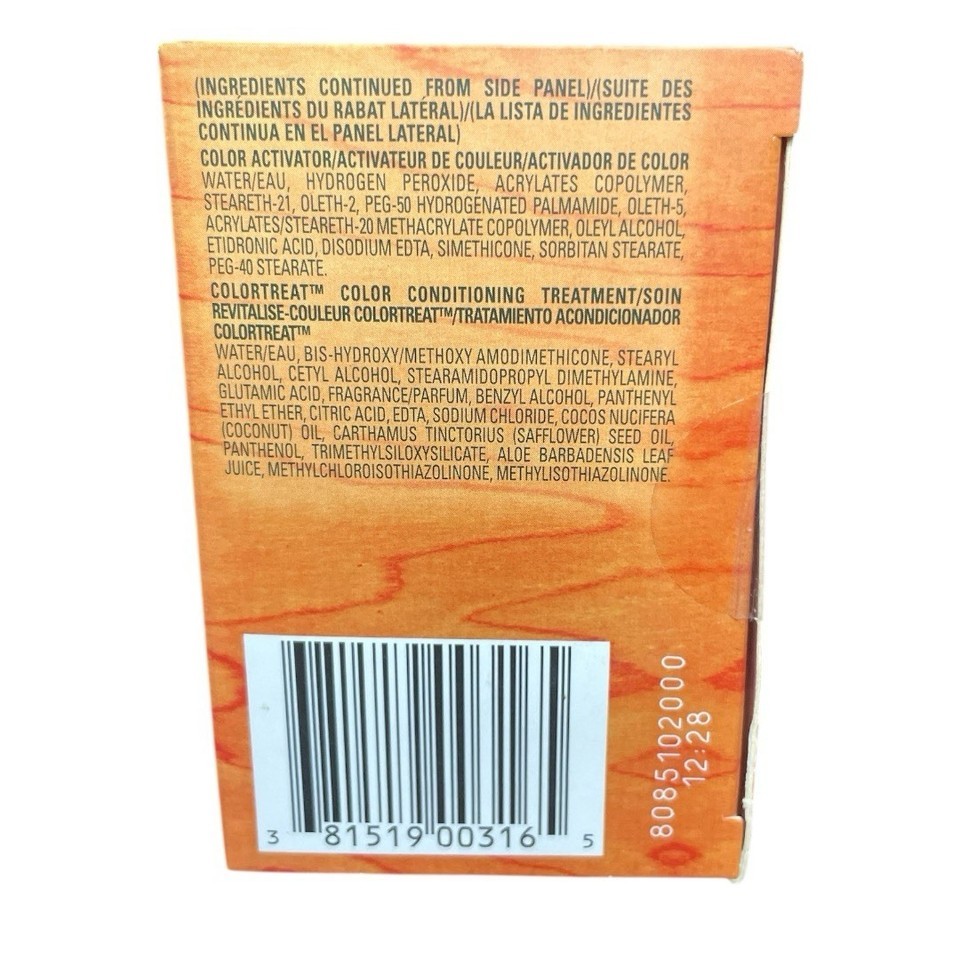 (INGREDIENTS CONTINUED FROM SIDE PANEL)/(SUITE DES
INGRÉDIENTS DU RABAT LATÉRAL)/(LA LISTA DE INGREDIENTES
CONTINUA EN EL PANEL LATERAL)
COLOR ACTIVATOR/ACTIVATEUR DE COULEUR/ACTIVADOR DE COLOR
WATER/EAU, HYDROGEN PEROXIDE, ACRYLATES COPOLYMER,
STEARETH-21, OLETH-2, PEG-50 HYDROGENATED PALMAMIDE, OLETH-5,
ACRYLATES/STEARETH-20 METHACRYLATE COPOLYMER, OLEYL ALCOHOL,
ETIDRONIC ACID, DISODIUM EDTA, SIMETHICONE, SORBITAN STEARATE,
PEG-40 STEARATE.
COLORTREAT™ COLOR CONDITIONING TREATMENT/SOIN
REVITALISE-COULEUR COLORTREAT™/TRATAMIENTO ACONDICIONADOR
COLORTREAT™
WATER/EAU, BIS-HYDROXY/METHOXY AMODIMETHICONE, STEARYL
ALCOHOL, CETYL ALCOHOL, STEARAMIDOPROPYL DIMETHYLAMINE,
GLUTAMIC ACID, FRAGRANCE/PARFUM, BENZYL ALCOHOL, PANTHENYL
ETHYL ETHER, CITRIC ACID, EDTA, SODIUM CHLORIDE, COCOS NUCIFERA
(COCONUT) OIL, CARTHAMUS TINCTORIUS (SAFFLOWER) SEED OIL,
PANTHENOL, TRIMETHYLSILOXYSILICATE, ALOE BARBADENSIS LEAF
JUICE, METHYLCHLOROISOTHIAZOLINONE, METHYLISOTHIAZOLINONE.
3 81519 00316 5
8085102000
12:28